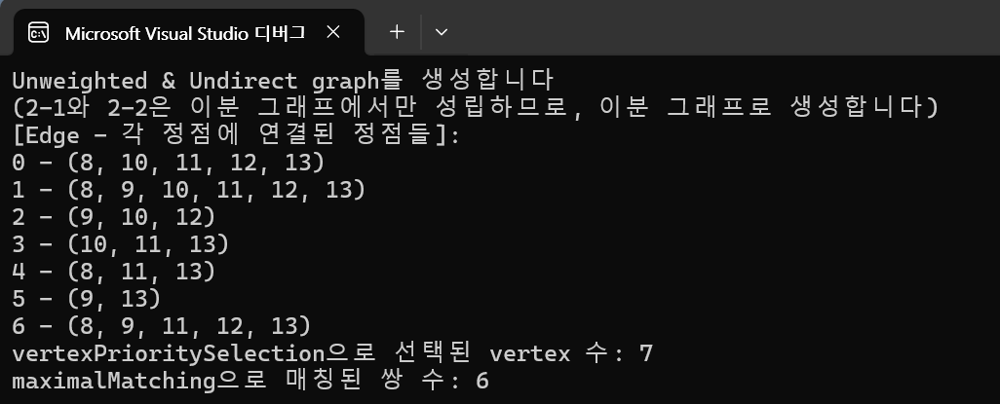 Microsoft Visual Studio 디버그
Unweighted & Undirect graph를 생성합니다
(2-1와 2-2은 이분 그래프에서만 성립하므로, 이분 그래프로 생성합니다)
[Edge - 각 정점에 연결된 정점들]:
0 - (8, 10, 11, 12, 13)
1 - (8, 9, 10, 11, 12, 13)
2 - (9, 10, 12)
3 - (10, 11, 13)
4 - (8, 11, 13)
5 - (9, 13)
6 - (8, 9, 11, 12, 13)
vertexPrioritySelection으로 선택된 vertex 수: 7
maximalMatching으로 매칭된 쌍 수: 6